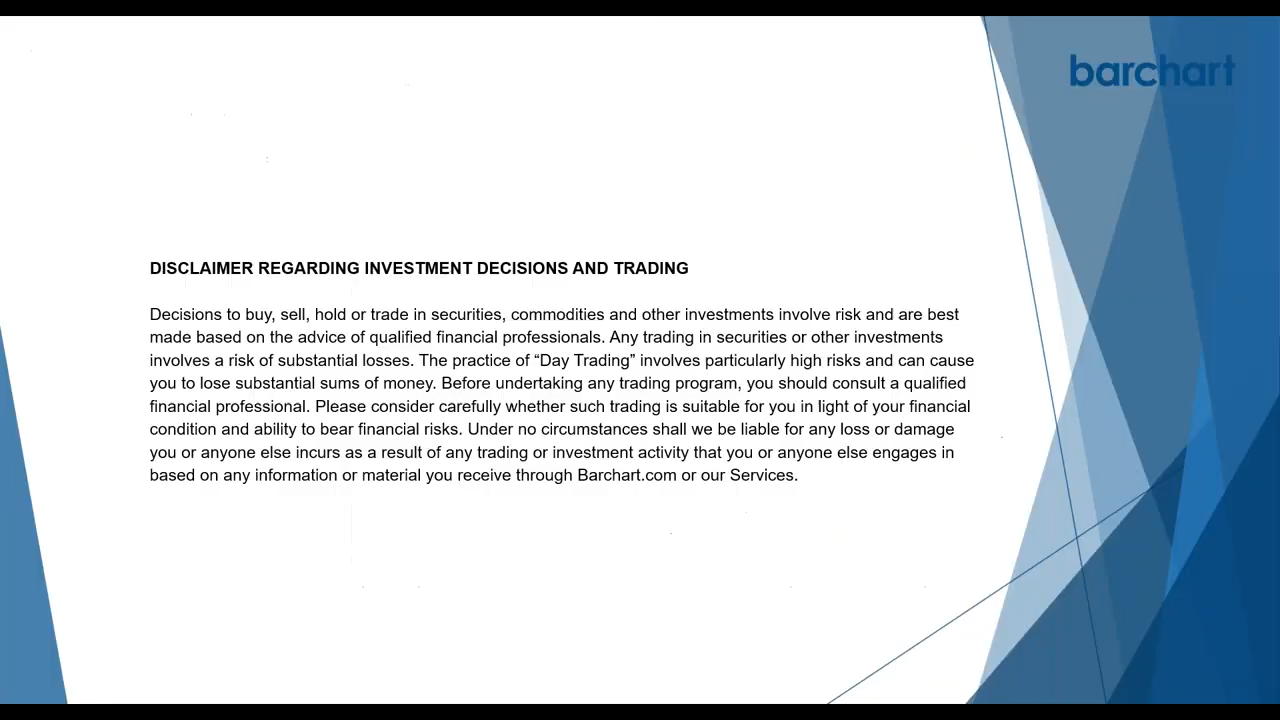 barchart
DISCLAIMER REGARDING INVESTMENT DECISIONS AND TRADING
Decisions to buy, sell, hold or trade in securities, commodities and other investments involve risk and are best
made based on the advice of qualified financial professionals. Any trading in securities or other investments
involves a risk of substantial losses. The practice of “Day Trading” involves particularly high risks and can cause
you to lose substantial sums of money. Before undertaking any trading program, you should consult a qualified
financial professional. Please consider carefully whether such trading is suitable for you in light of your financial
condition and ability to bear financial risks. Under no circumstances shall we be liable for any loss or damage
you or anyone else incurs as a result of any trading or investment activity that you or anyone else engages in
based on any information or material you receive through Barchart.com or our Services.